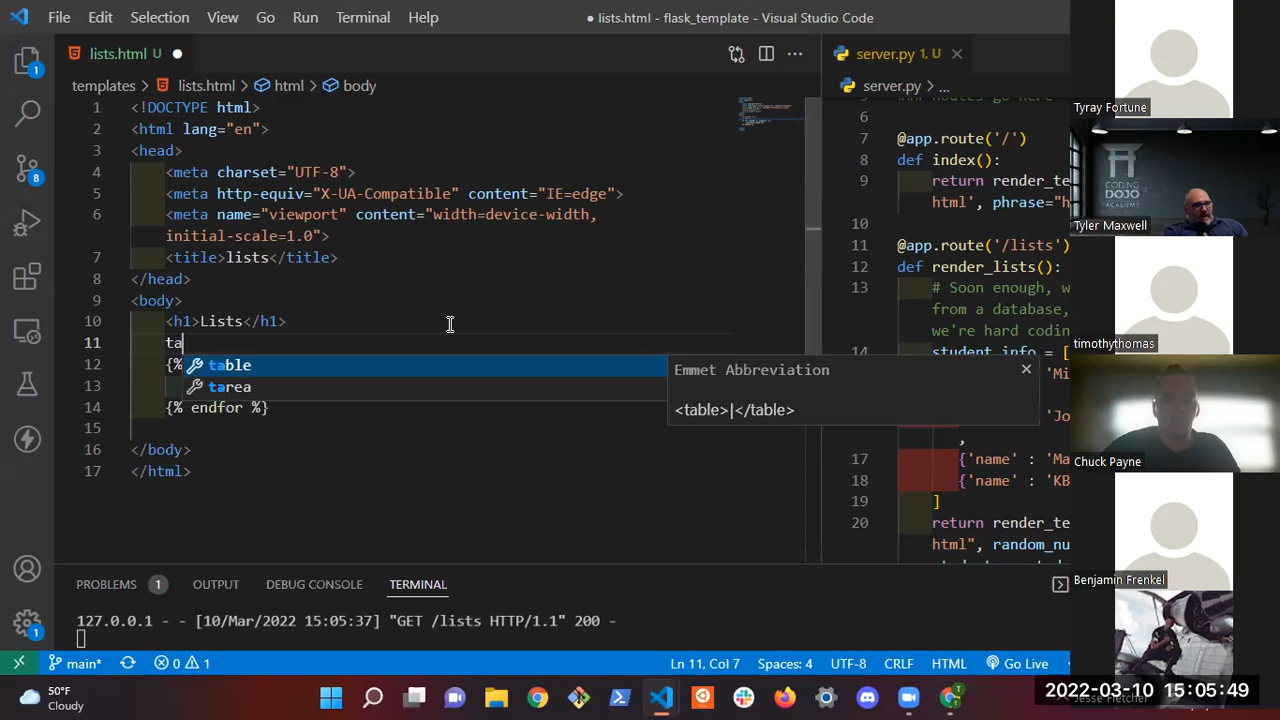 File Edit Selection View Go Run Terminal Help
● lists.html - flask_template - Visual Studio Code
lists.html U ●
templates > lists.html > html > body
1 <!DOCTYPE html>
2 <html lang="en">
3 <head>
4 <meta charset="UTF-8">
5 <meta http-equiv="X-UA-Compatible" content="IE=edge">
6 <meta name="viewport" content="width=device-width,
initial-scale=1.0">
7 <title>lists</title>
8 </head>
9 <body>
10 <h1>Lists</h1>
11 ta
12 {%
13
14 {% endfor %}
15
16 </body>
17 </html>
table
tarea
Emmet Abbreviation
<table>|</table>
server.py 1, U
server.py > ...
6
7 @app.route('/')
8 def index():
9 return render_te
html', phrase="h
10
11 @app.route('/lists')
12 def render_lists():
13 # Soon enough, w
from a database,
we're hard codin
14 student_info = [
'Mi
'Jo
,
17 {'name' : 'Ma
18 {'name' : 'KB
19 ]
20 return render_te
html", random_nu
PROBLEMS 1 OUTPUT DEBUG CONSOLE TERMINAL
127.0.0.1 - - [10/Mar/2022 15:05:37] "GET /lists HTTP/1.1" 200 -
1
8
1
main* 0 1 Ln 11, Col 7 Spaces: 4 UTF-8 CRLF HTML Go Live
50°F
Cloudy
Tyray Fortune
CODING
DOJO
ACADEMY
Tyler Maxwell
timothythomas
Chuck Payne
Benjamin Frenkel
2022-03-10 15:05:49